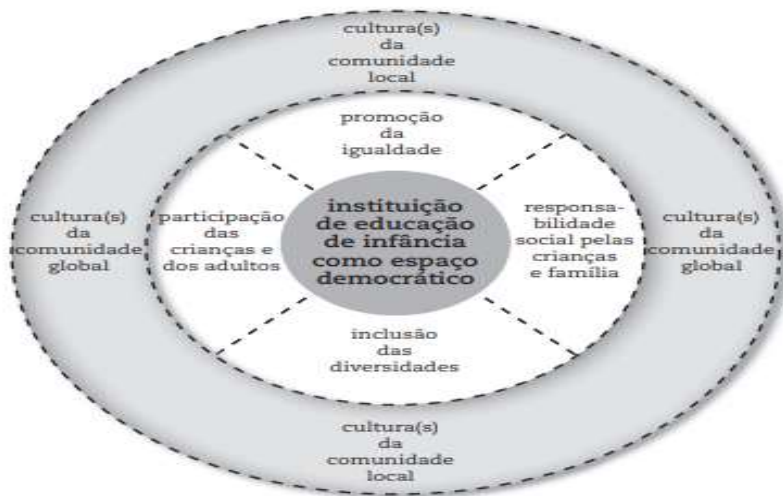 cultura(s)
da
comunidade
local
promoção
da
igualdade
cultura(s)
da
comunidade
global
participação
das
crianças e
dos adultos
instituição
de educação
de infância
como espaço
democrático
responsa-
bilidade
social pelas
crianças
e família
cultura(s)
da
comunidade
global
inclusão
das
diversidades
cultura(s)
da
comunidade
local